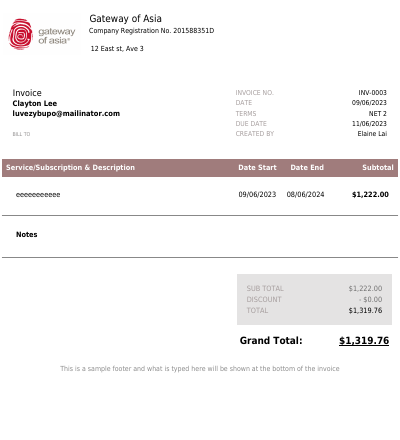 gateway
of asia
Gateway of Asia
Company Registration No. 201588351D
12 East st, Ave 3
Invoice
Clayton Lee
luvezybupo@mailinator.com
BILL TO
INVOICE NO. INV-0003
DATE 09/06/2023
TERMS NET 2
DUE DATE 11/06/2023
CREATED BY Elaine Lai
Service/Subscription & Description Date Start Date End Subtotal
eeeeeeeeeee 09/06/2023 08/06/2024 $1,222.00
Notes
SUB TOTAL $1,222.00
DISCOUNT - $0.00
TOTAL $1,319.76
Grand Total: $1,319.76
This is a sample footer and what is typed here will be shown at the bottom of the invoice